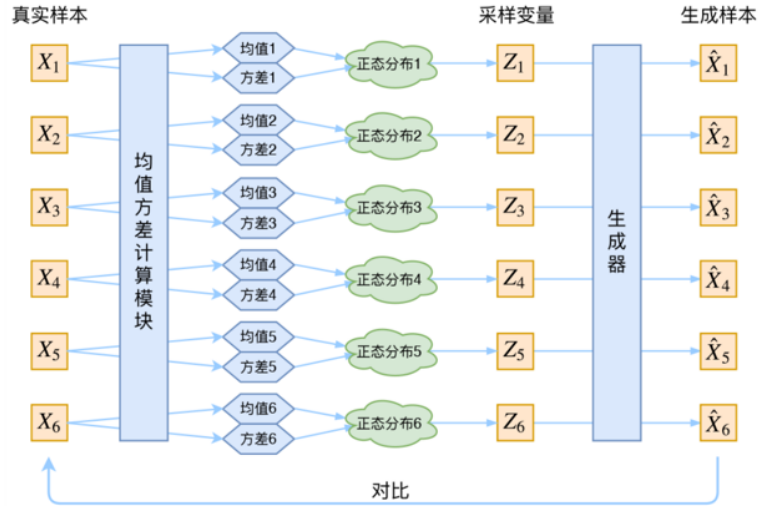 真实样本
采样变量
生成样本
X₁
均值1
方差1
正态分布1
Z₁
X̂₁
X₂
均值2
方差2
正态分布2
Z₂
X̂₂
X₃
均值3
方差3
正态分布3
Z₃
X̂₃
X₄
均值4
方差4
正态分布4
Z₄
X̂₄
X₅
均值5
方差5
正态分布5
Z₅
X̂₅
X₆
均值6
方差6
正态分布6
Z₆
X̂₆
均值方差计算模块
生成器
对比